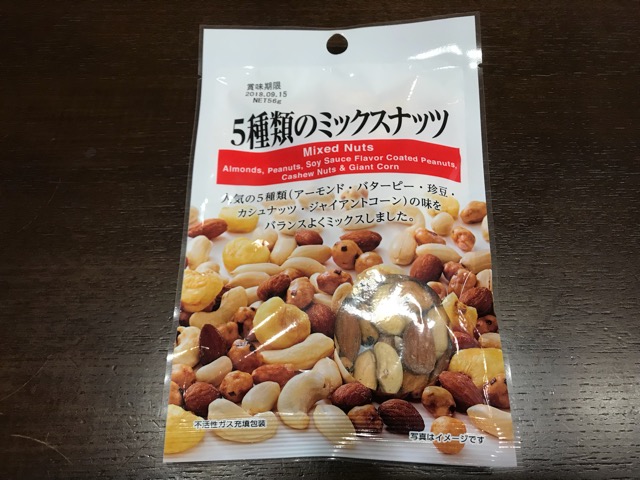 賞味期限
2018.09.15
NET56g
5種類のミックスナッツ
Mixed Nuts
Almonds, Peanuts, Soy Sauce Flavor Coated Peanuts,
Cashew Nuts & Giant Corn
人気の5種類(アーモンド・バターピー・珍豆・
カシュナッツ・ジャイアントコーン)の味を
バランスよくミックスしました。
不活性ガス充填包装
写真はイメージです